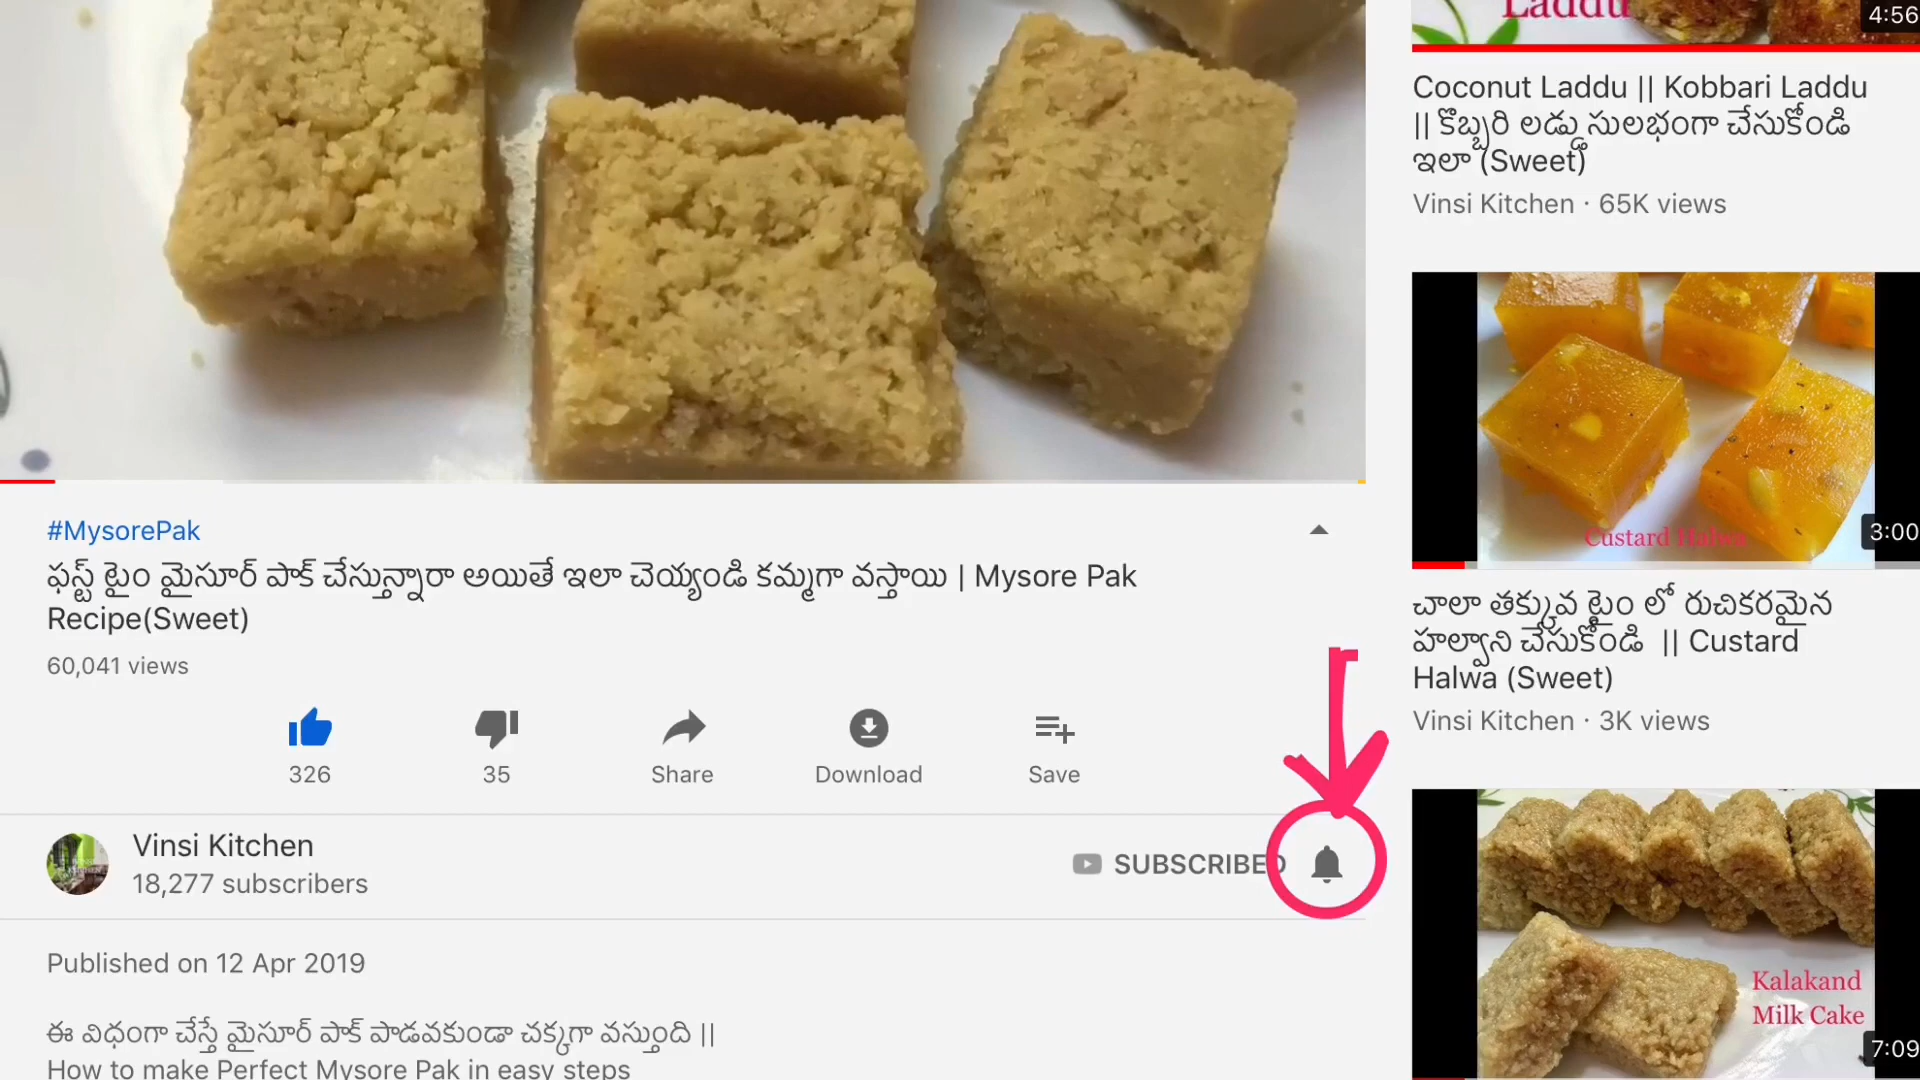 #MysorePak
ఫస్ట్ టైం మైసూర్ పాక్ చేస్తున్నారా అయితే ఇలా చెయ్యండి కమ్మగా వస్తాయి | Mysore Pak
Recipe(Sweet)
60,041 views
326
35
Share
Download
Save
Vinsi Kitchen
18,277 subscribers
SUBSCRIBED
Published on 12 Apr 2019
ఈ విధంగా చేస్తే మైసూర్ పాక్ పాడవకుండా చక్కగా వస్తుంది ||
How to make Perfect Mysore Pak in easy steps
Laddu
4:56
Coconut Laddu || Kobbari Laddu
|| కొబ్బరి లడ్డు సులభంగా చేసుకోండి
ఇలా (Sweet)
Vinsi Kitchen · 65K views
Custard Halwa
3:00
చాలా తక్కువ టైం లో రుచికరమైన
హల్వాని చేసుకోండి || Custard
Halwa (Sweet)
Vinsi Kitchen · 3K views
Kalakand
Milk Cake
7:09